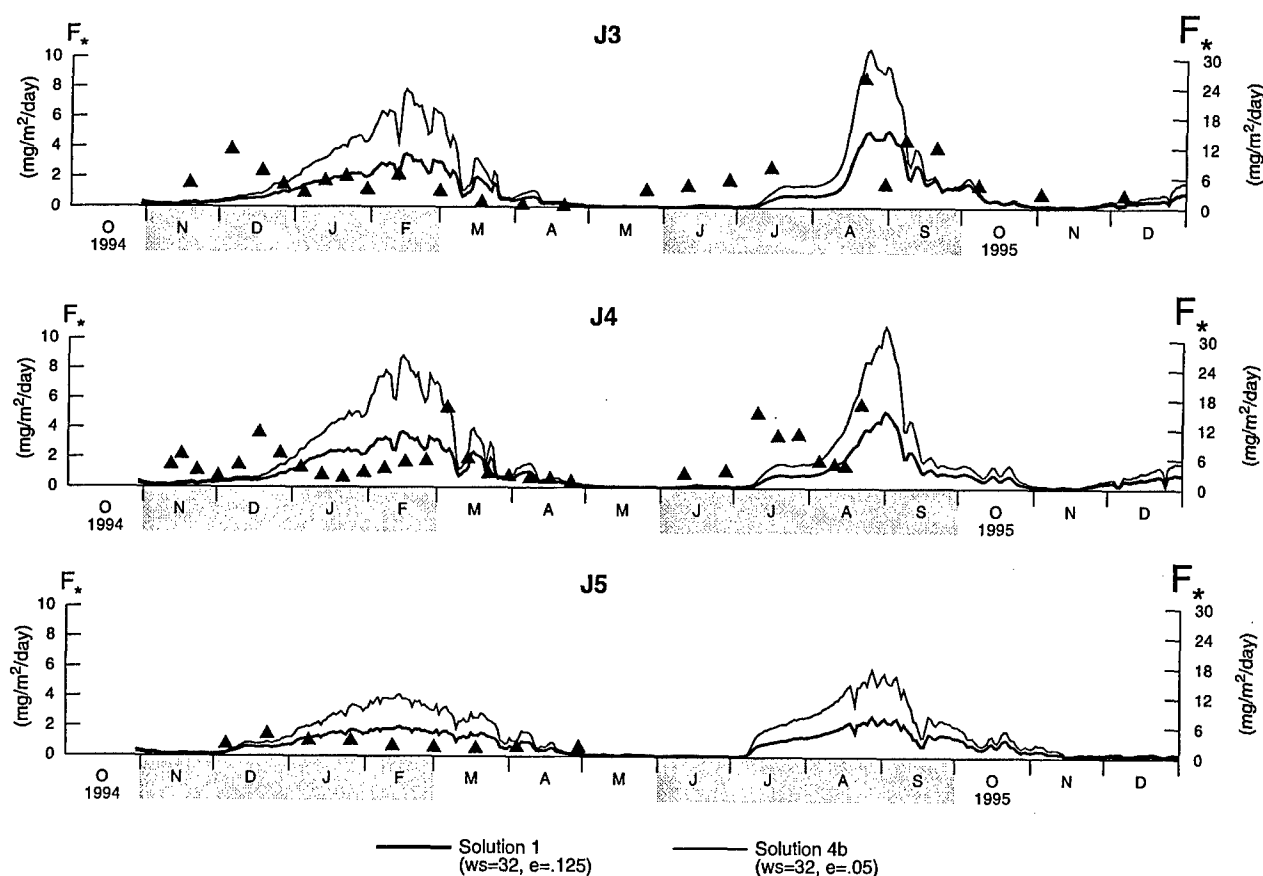 F* J3 F*
(mg/m²/day) 10 8 6 4 2 0
30 24 18 12 6 0 (mg/m²/day)
O N D J F M A M J J A S O N D
1994 1995
F* J4 F*
(mg/m²/day) 10 8 6 4 2 0
30 24 18 12 6 0 (mg/m²/day)
O N D J F M A M J J A S O N D
1994 1995
F* J5 F*
(mg/m²/day) 10 8 6 4 2 0
30 24 18 12 6 0 (mg/m²/day)
O N D J F M A M J J A S O N D
1994 1995
Solution 1 Solution 4b
(ws=32, e=.125) (ws=32, e=.05)